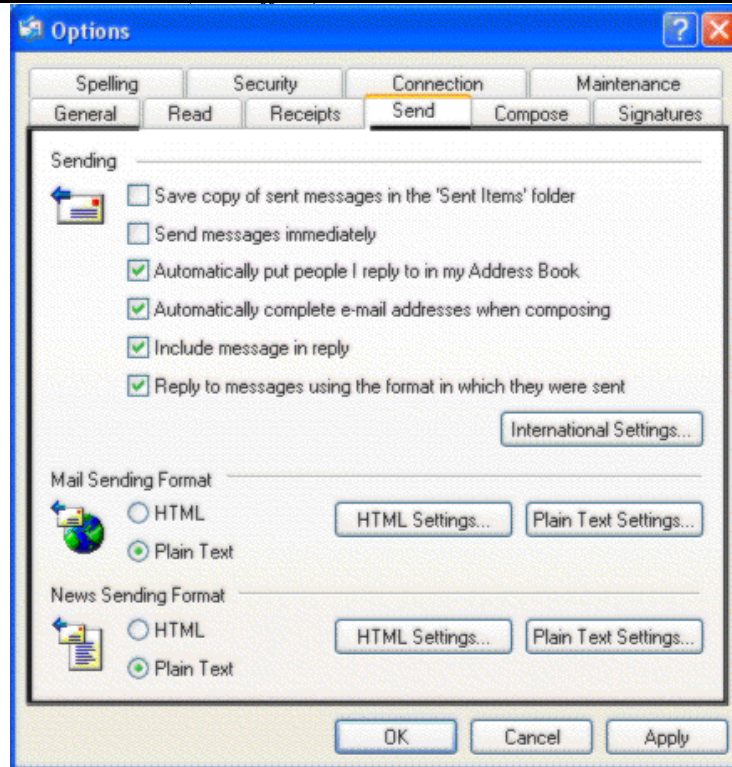 Options
Spelling Security Connection Maintenance
General Read Receipts Send Compose Signatures
Sending
Save copy of sent messages in the 'Sent Items' folder
Send messages immediately
Automatically put people I reply to in my Address Book
Automatically complete e-mail addresses when composing
Include message in reply
Reply to messages using the format in which they were sent
International Settings...
Mail Sending Format
HTML HTML Settings... Plain Text Settings...
Plain Text
News Sending Format
HTML HTML Settings... Plain Text Settings...
Plain Text
OK Cancel Apply